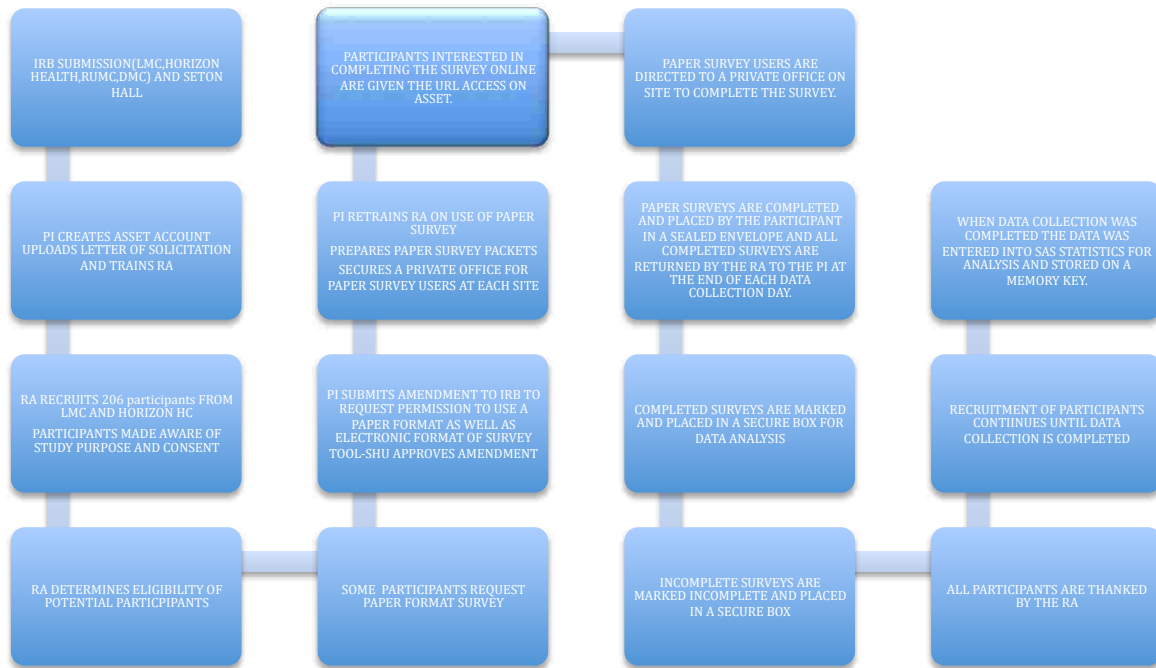 IRB SUBMISSION(LMC,HORIZON
HEALTH,RUMC,DMC) AND SETON
HALL
PI CREATES ASSET ACCOUNT
UPLOADS LETTER OF SOLICITATION
AND TRAINS RA
RA RECRUITS 206 participants FROM
LMC AND HORIZON HC
PARTICIPANTS MADE AWARE OF
STUDY PURPOSE AND CONSENT
RA DETERMINES ELIGIBILITY OF
POTENTIAL PARTICPIPANTS
SOME PARTICIPANTS REQUEST
PAPER FORMAT SURVEY
PI SUBMITS AMENDMENT TO IRB TO
REQUEST PERMISSION TO USE A
PAPER FORMAT AS WELL AS
ELECTRONIC FORMAT OF SURVEY
TOOL-SHU APPROVES AMENDMENT
PI RETRAINS RA ON USE OF PAPER
SURVEY
PREPARES PAPER SURVEY PACKETS
SECURES A PRIVATE OFFICE FOR
PAPER SURVEY USERS AT EACH SITE
PARTICIPANTS INTERESTED IN
COMPLETING THE SURVEY ONLINE
ARE GIVEN THE URL ACCESS ON
ASSET.
PAPER SURVEY USERS ARE
DIRECTED TO A PRIVATE OFFICE ON
SITE TO COMPLETE THE SURVEY.
PAPER SURVEYS ARE COMPLETED
AND PLACED BY THE PARTICIPANT
IN A SEALED ENVELOPE AND ALL
COMPLETED SURVEYS ARE
RETURNED BY THE RA TO THE PI AT
THE END OF EACH DATA
COLLECTION DAY.
COMPLETED SURVEYS ARE MARKED
AND PLACED IN A SECURE BOX FOR
DATA ANALYSIS
INCOMPLETE SURVEYS ARE
MARKED INCOMPLETE AND PLACED
IN A SECURE BOX
ALL PARTICIPANTS ARE THANKED
BY THE RA
RECRUITMENT OF PARTICIPANTS
CONTIINUES UNTIL DATA
COLLECTION IS COMPLETED
WHEN DATA COLLECTION WAS
COMPLETED THE DATA WAS
ENTERED INTO SAS STATISTICS FOR
ANALYSIS AND STORED ON A
MEMORY KEY.